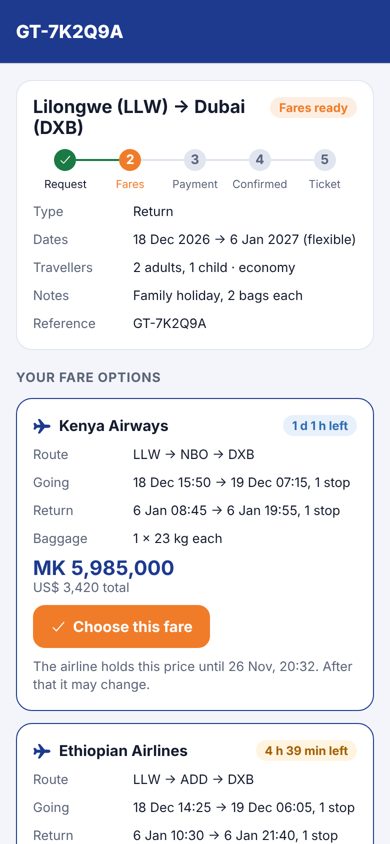 GT-7K2Q9A
Lilongwe (LLW) → Dubai (DXB)
Fares ready
2
3
4
5
Request
Fares
Payment
Confirmed
Ticket
Type Return
Dates 18 Dec 2026 → 6 Jan 2027 (flexible)
Travellers 2 adults, 1 child · economy
Notes Family holiday, 2 bags each
Reference GT-7K2Q9A
YOUR FARE OPTIONS
Kenya Airways
1 d 1 h left
Route LLW → NBO → DXB
Going 18 Dec 15:50 → 19 Dec 07:15, 1 stop
Return 6 Jan 08:45 → 6 Jan 19:55, 1 stop
Baggage 1 × 23 kg each
MK 5,985,000
US$ 3,420 total
Choose this fare
The airline holds this price until 26 Nov, 20:32. After
that it may change.
Ethiopian Airlines
4 h 39 min left
Route LLW → ADD → DXB
Going 18 Dec 14:25 → 19 Dec 06:05, 1 stop
Return 6 Jan 10:30 → 6 Jan 21:40, 1 stop